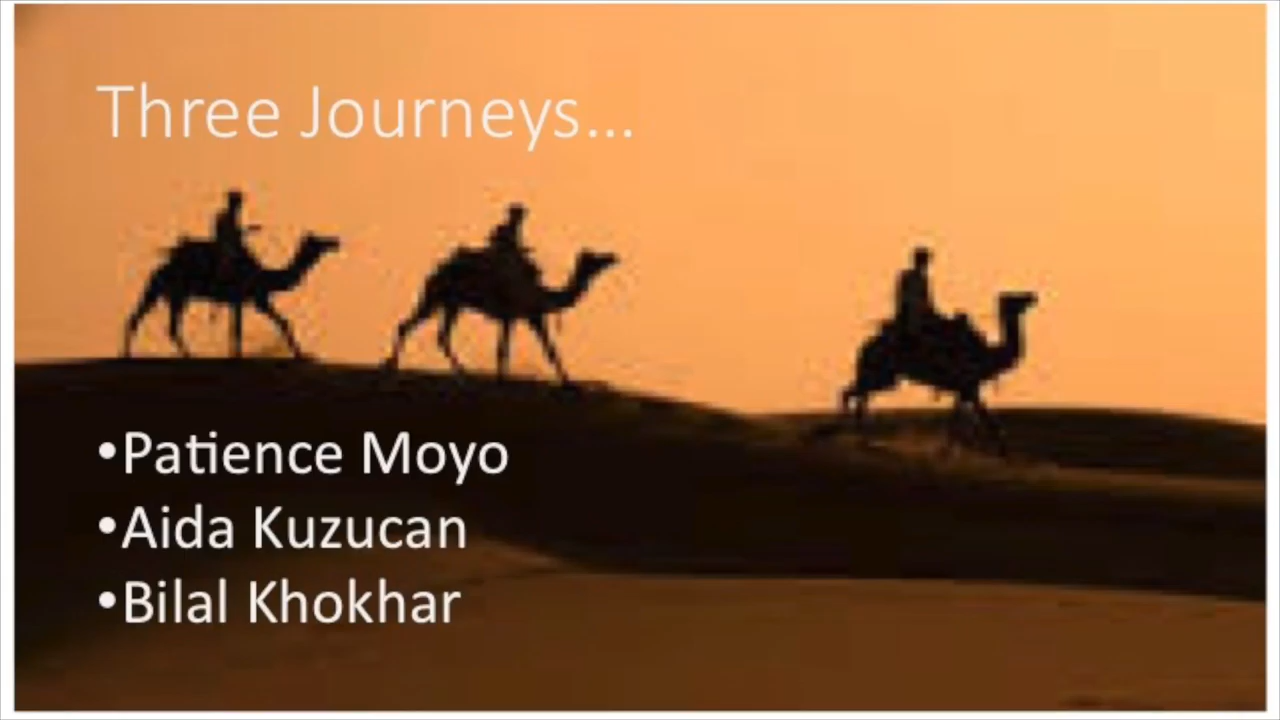 Three Journeys...
•Patience Moyo
•Aida Kuzucan
•Bilal Khokhar